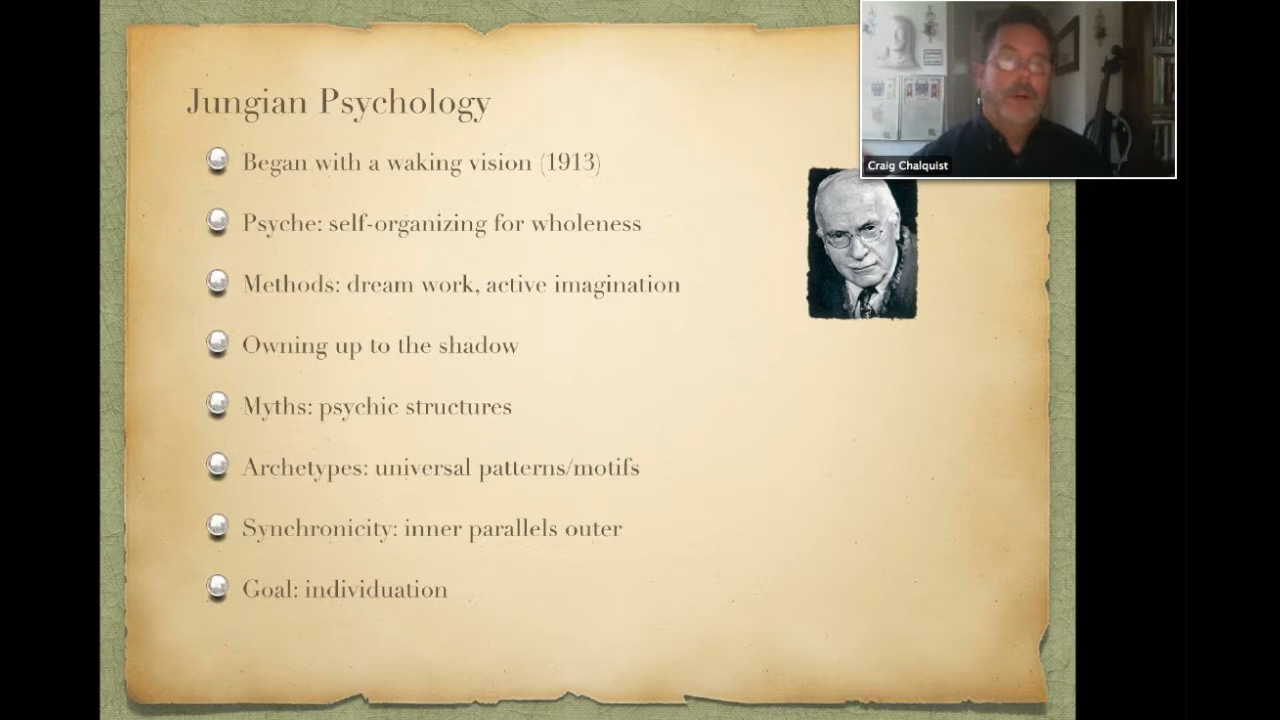 Jungian Psychology
Began with a waking vision (1913)
Psyche: self-organizing for wholeness
Methods: dream work, active imagination
Owning up to the shadow
Myths: psychic structures
Archetypes: universal patterns/motifs
Synchronicity: inner parallels outer
Goal: individuation
Craig Chalquist